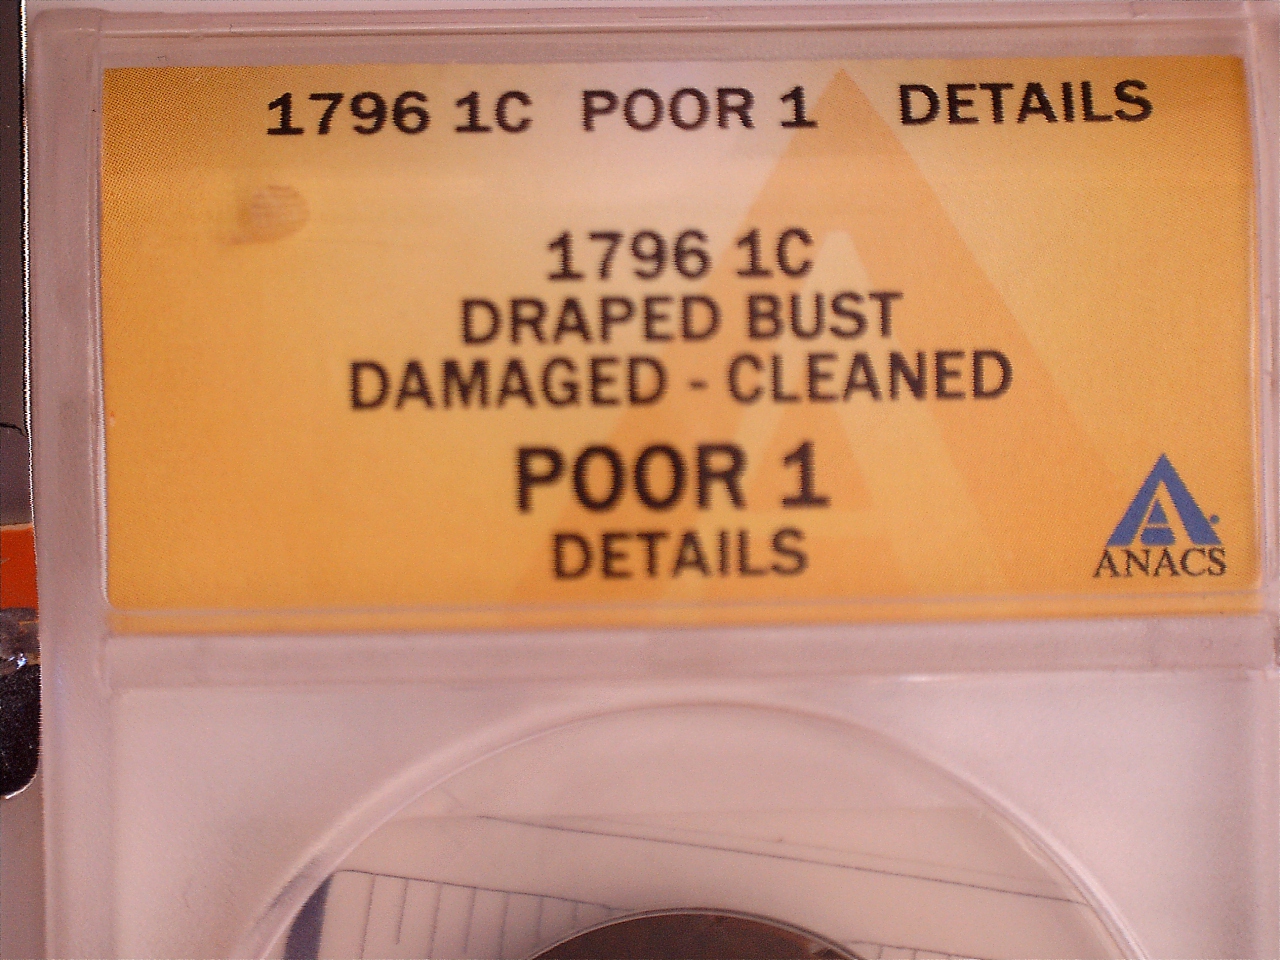 1796 1C POOR 1 DETAILS
1796 1C
DRAPED BUST
DAMAGED - CLEANED
POOR 1
DETAILS
ANACS